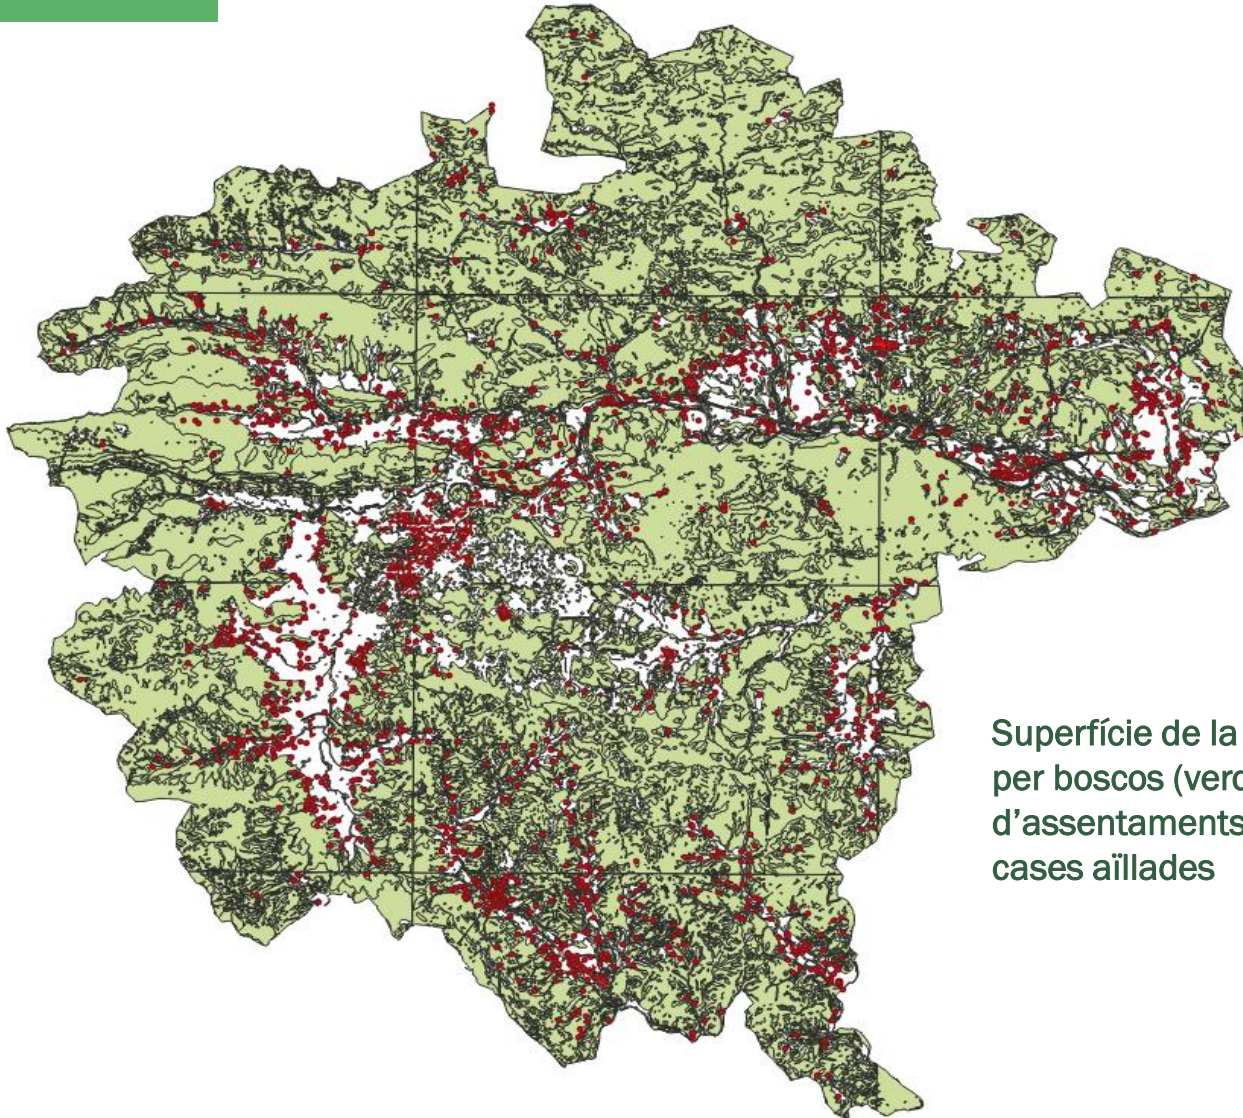 Superfície de la
per boscos (verd
d’assentaments
cases aïllades